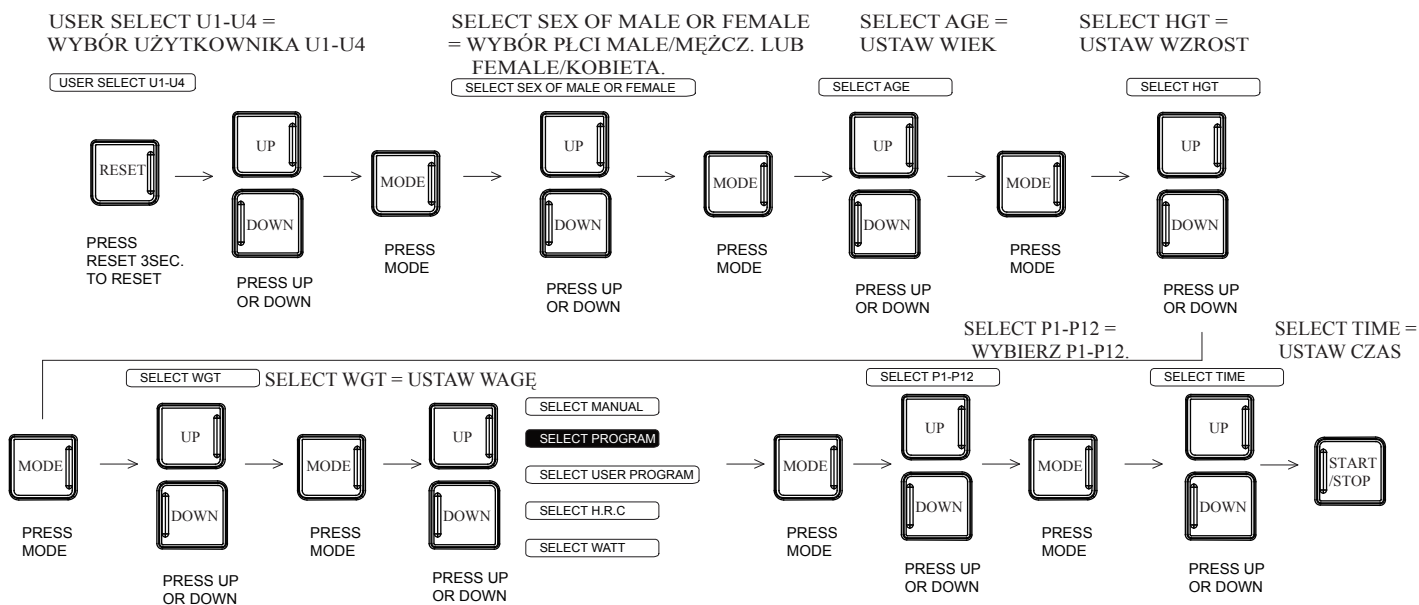 USER SELECT U1-U4 =
WYBÓR UŻYTKOWNIKA U1-U4
SELECT SEX OF MALE OR FEMALE
= WYBÓR PŁCI MALE/MĘŻCZ. LUB
FEMALE/KOBIETA.
SELECT AGE =
USTAW WIEK
SELECT HGT =
USTAW WZROST
USER SELECT U1-U4
SELECT SEX OF MALE OR FEMALE
SELECT AGE
SELECT HGT
RESET
UP
DOWN
MODE
UP
DOWN
MODE
UP
DOWN
MODE
UP
DOWN
PRESS
RESET 3SEC.
TO RESET
PRESS UP
OR DOWN
PRESS
MODE
PRESS UP
OR DOWN
PRESS
MODE
PRESS UP
OR DOWN
PRESS
MODE
PRESS UP
OR DOWN
SELECT P1-P12 =
WYBIERZ P1-P12.
SELECT TIME =
USTAW CZAS
SELECT WGT
SELECT WGT = USTAW WAGĘ
SELECT MANUAL
SELECT PROGRAM
SELECT USER PROGRAM
SELECT H.R.C
SELECT WATT
SELECT P1-P12
SELECT TIME
MODE
UP
DOWN
MODE
UP
DOWN
MODE
UP
DOWN
MODE
UP
DOWN
START
/STOP
PRESS
MODE
PRESS UP
OR DOWN
PRESS
MODE
PRESS UP
OR DOWN
PRESS
MODE
PRESS UP
OR DOWN
PRESS
MODE
PRESS UP
OR DOWN